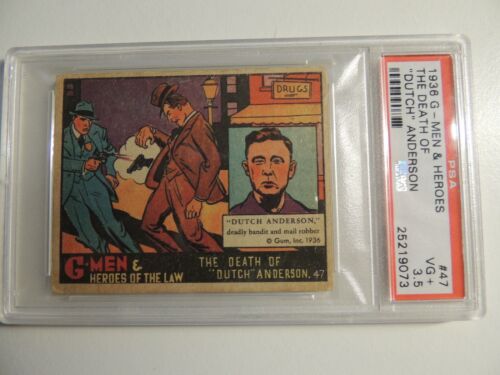 DRUGS
"DUTCH ANDERSON,"
deadly bandit and mail robber
© Gum, Inc. 1936
G-MEN &
HEROES OF THE LAW
THE DEATH OF
"DUTCH" ANDERSON. 47
1936 G - MEN & HEROES
THE DEATH OF
"DUTCH" ANDERSON
PSA
#47
VG +
3.5
25219073